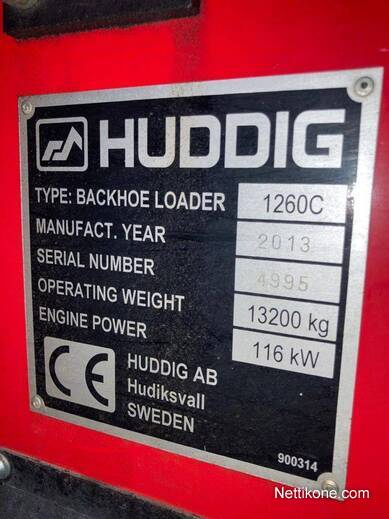 HUDDIG
TYPE: BACKHOE LOADER 1260C
MANUFACT. YEAR 2013
SERIAL NUMBER 4995
OPERATING WEIGHT 13200 kg
ENGINE POWER 116 kW
CE
HUDDIG AB
Hudiksvall
SWEDEN
900314
Nettikone.com